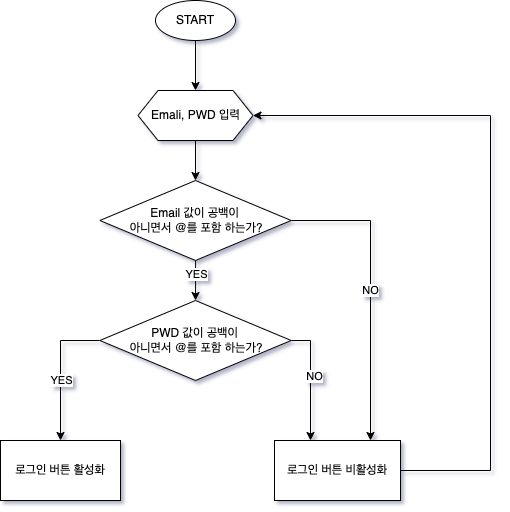 START
Emali, PWD 입력
Email 값이 공백이
아니면서 @를 포함 하는가?
YES
NO
PWD 값이 공백이
아니면서 @를 포함 하는가?
YES
NO
로그인 버튼 활성화
로그인 버튼 비활성화